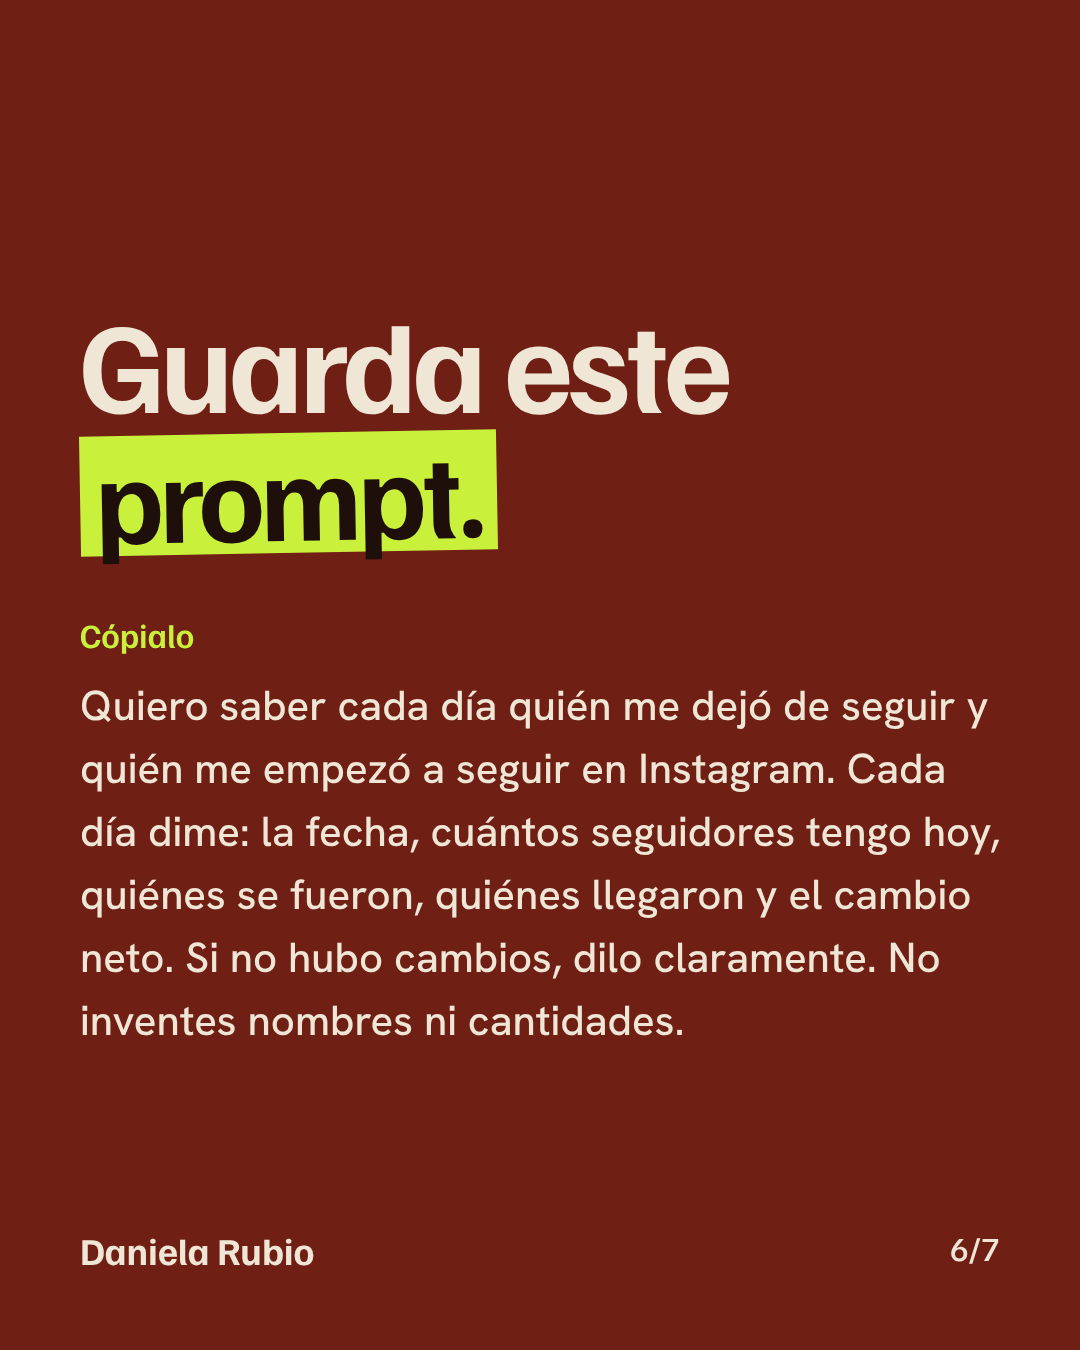 Guarda este
prompt.
Cópialo
Quiero saber cada día quién me dejó de seguir y
quién me empezó a seguir en Instagram. Cada
día dime: la fecha, cuántos seguidores tengo hoy,
quiénes se fueron, quiénes llegaron y el cambio
neto. Si no hubo cambios, dilo claramente. No
inventes nombres ni cantidades.
Daniela Rubio
6/7